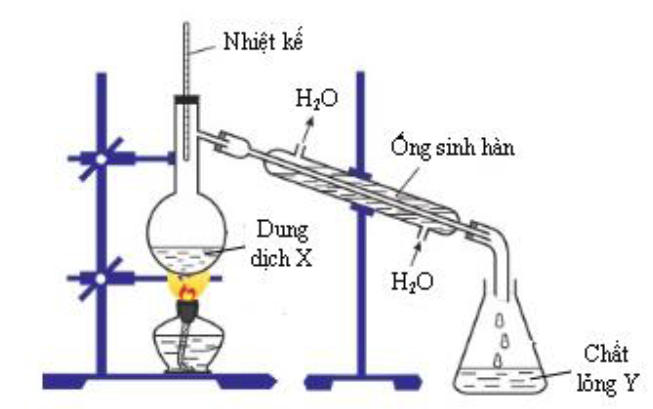 Nhiệt kế
H₂O
Ống sinh hàn
Dung
dịch X
H₂O
Chất
lỏng Y